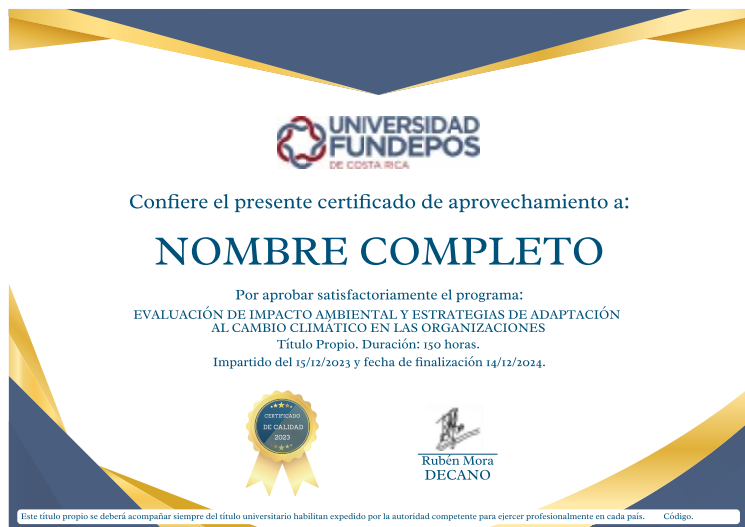 UNIVERSIDAD
FUNDEPOS
DE COSTA RICA
Confiere el presente certificado de aprovechamiento a:
NOMBRE COMPLETO
Por aprobar satisfactoriamente el programa:
EVALUACIÓN DE IMPACTO AMBIENTAL Y ESTRATEGIAS DE ADAPTACIÓN
AL CAMBIO CLIMÁTICO EN LAS ORGANIZACIONES
Título Propio. Duración: 150 horas.
Impartido del 15/12/2023 y fecha de finalización 14/12/2024.
CERTIFICADO
DE CALIDAD
2023
Rubén Mora
DECANO
Este título propio se deberá acompañar siempre del título universitario habilitan expedido por la autoridad competente para ejercer profesionalmente en cada país. Código.